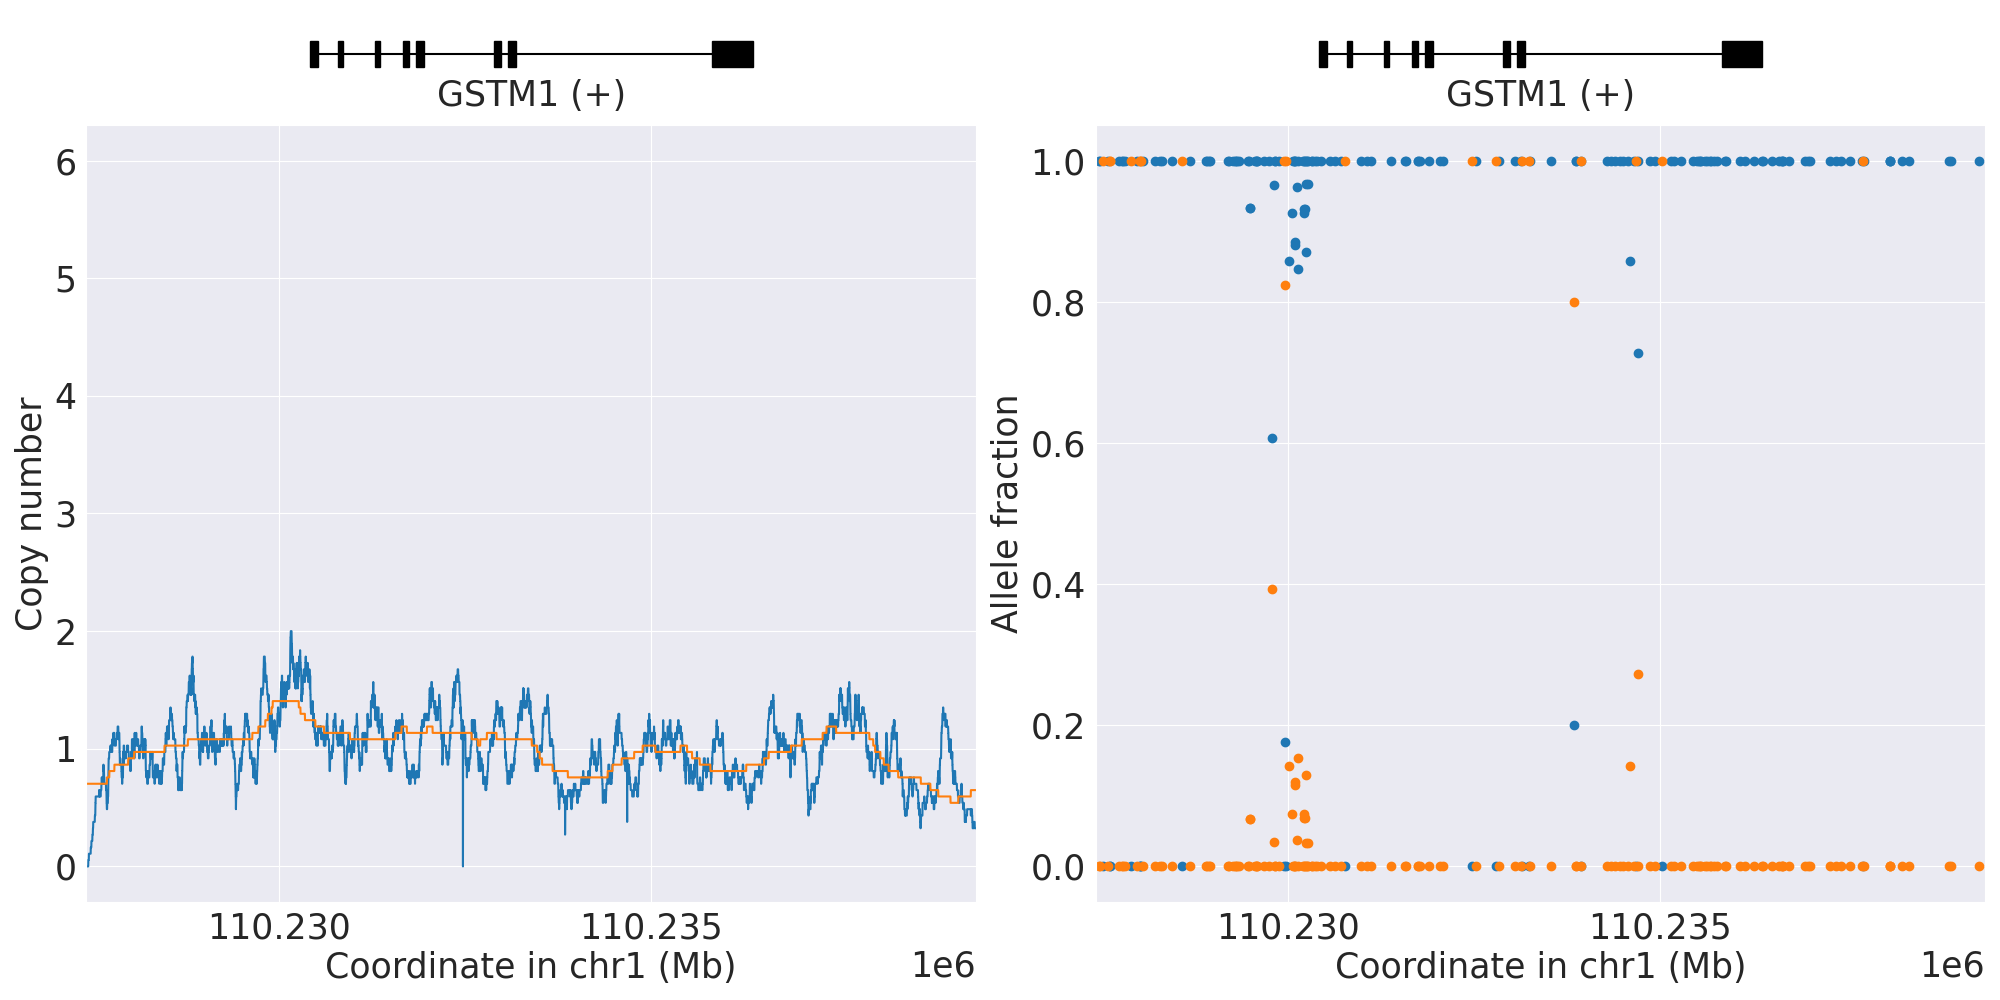 GSTM1 (+)
6
5
4
3
2
1
0
Copy number
110.230
110.235
Coordinate in chr1 (Mb)
1e6
GSTM1 (+)
1.0
0.8
0.6
0.4
0.2
0.0
Allele fraction
110.230
110.235
Coordinate in chr1 (Mb)
1e6